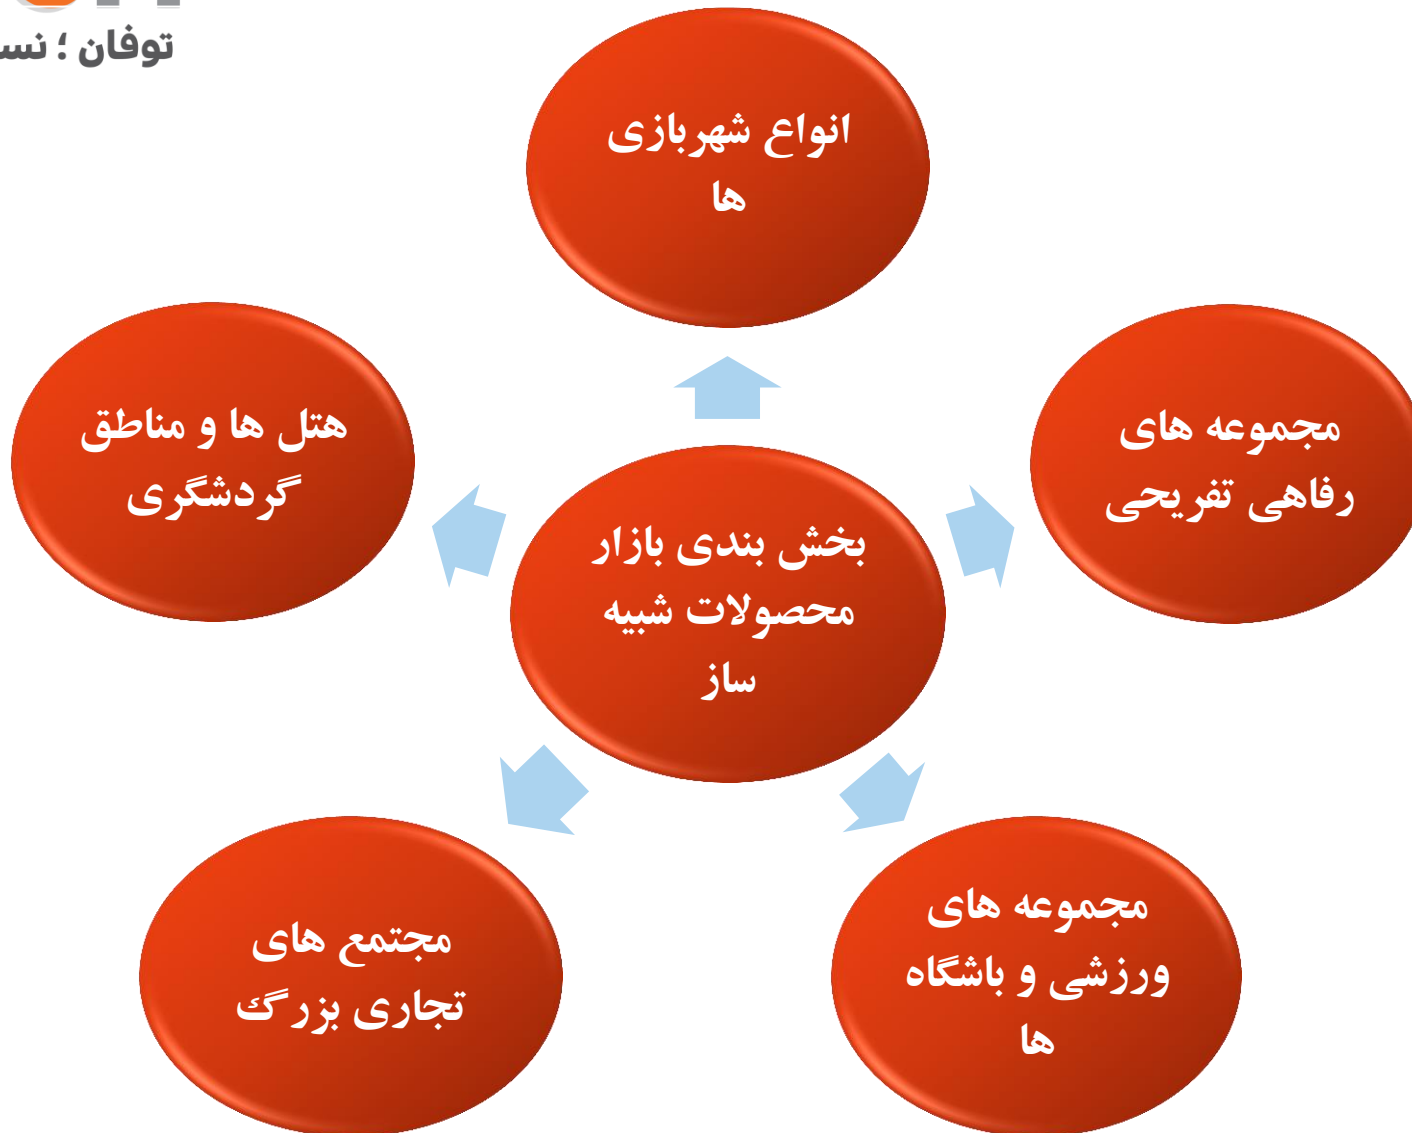 توفان ؛
انواع شهربازی
ها
هتل ها و مناطق
گردشگری
مجموعه های
رفاهی تفریحی
بخش بندی بازار
محصولات شبیه
ساز
مجتمع های
تجاری بزرگ
مجموعه های
ورزشی و باشگاه
ها